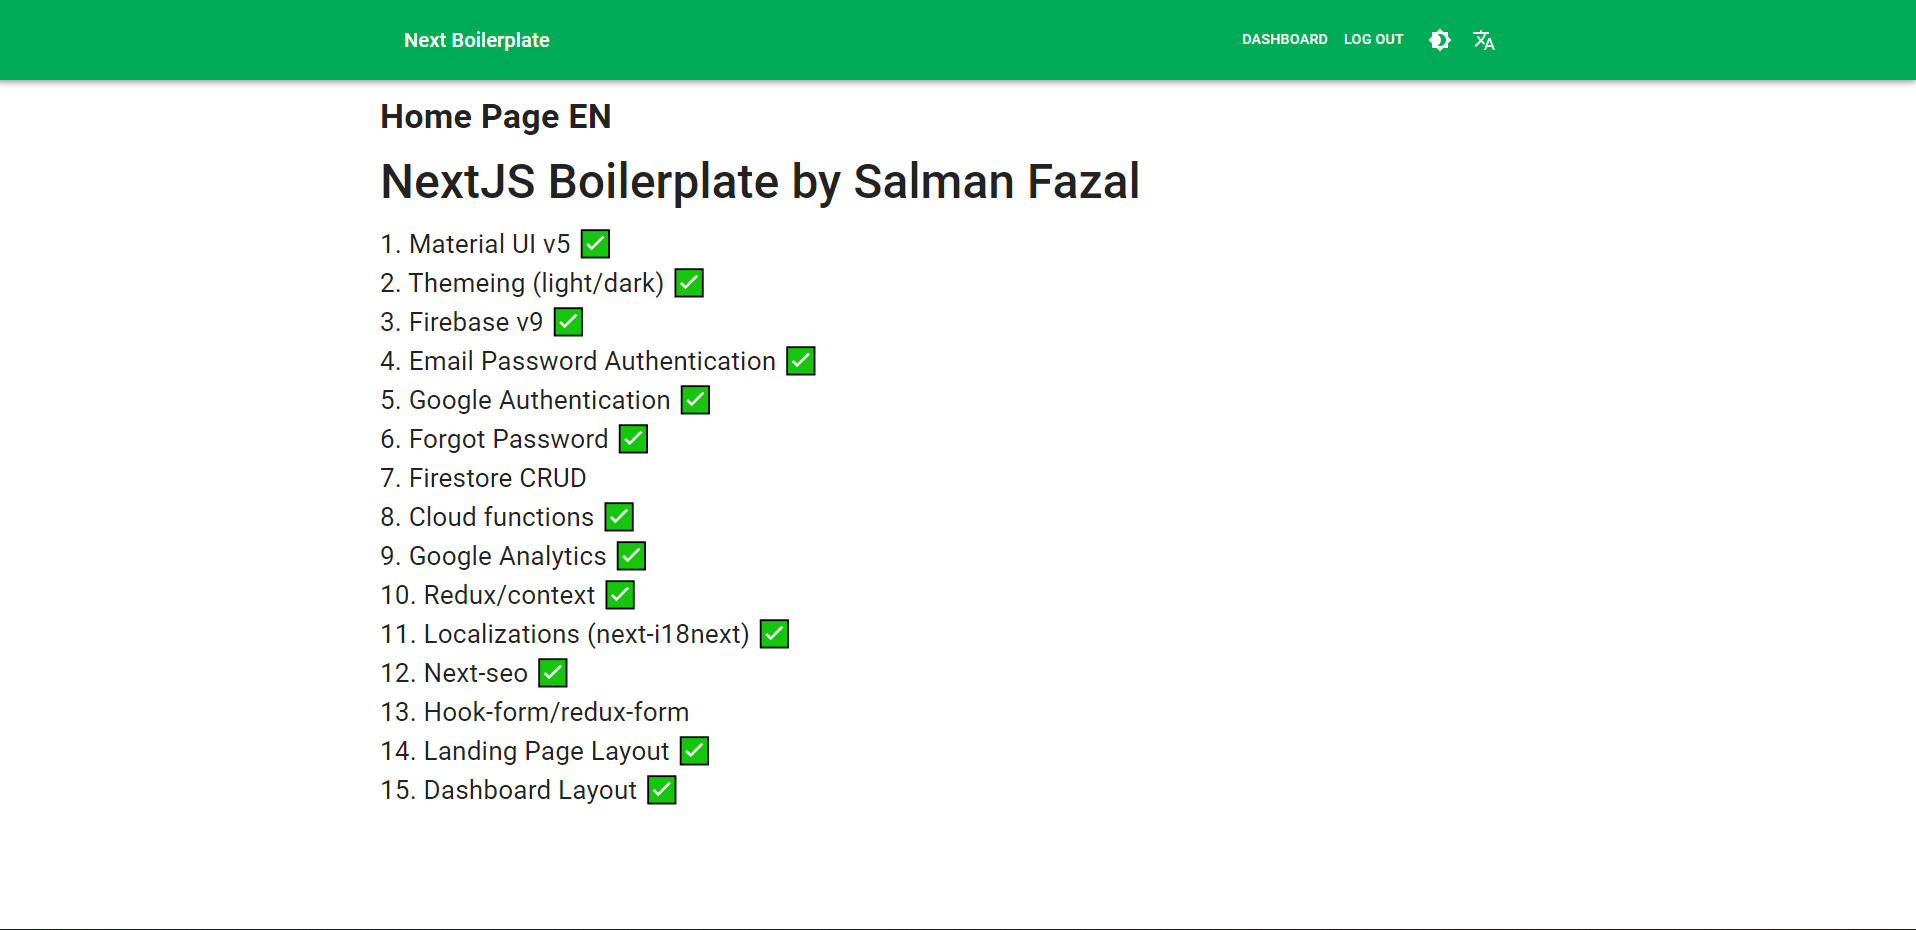 Next Boilerplate
DASHBOARD LOG OUT
Home Page EN
NextJS Boilerplate by Salman Fazal
1. Material UI v5 ✅
2. Themeing (light/dark) ✅
3. Firebase v9 ✅
4. Email Password Authentication ✅
5. Google Authentication ✅
6. Forgot Password ✅
7. Firestore CRUD
8. Cloud functions ✅
9. Google Analytics ✅
10. Redux/context ✅
11. Localizations (next-i18next) ✅
12. Next-seo ✅
13. Hook-form/redux-form
14. Landing Page Layout ✅
15. Dashboard Layout ✅